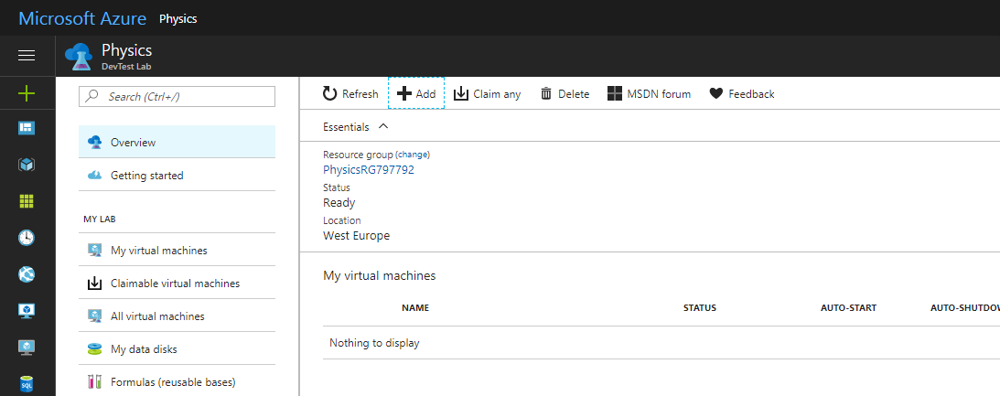 Microsoft Azure Physics
Physics
DevTest Lab
Search (Ctrl+/)
Overview
Getting started
MY LAB
My virtual machines
Claimable virtual machines
All virtual machines
My data disks
Formulas (reusable bases)
SQL
Refresh Add Claim any Delete MSDN forum Feedback
Essentials
Resource group (change)
PhysicsRG797792
Status
Ready
Location
West Europe
My virtual machines
NAME STATUS AUTO-START AUTO-SHUTDOW
Nothing to display